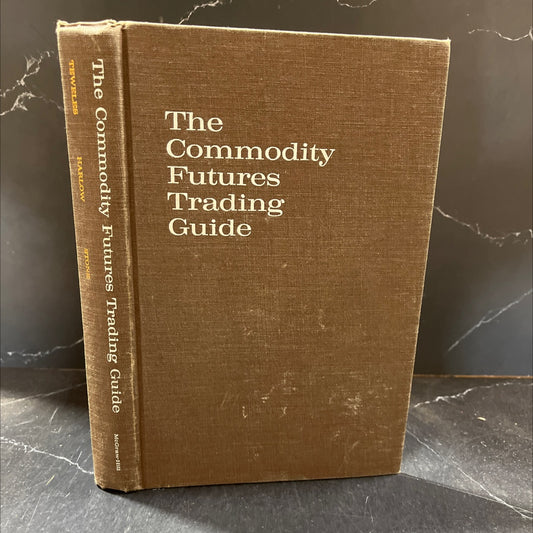 The
Commodity
Futures
Trading
Guide
The Commodity Futures Trading Guide
TEWELES HARLOW STONE
McGraw-Hill